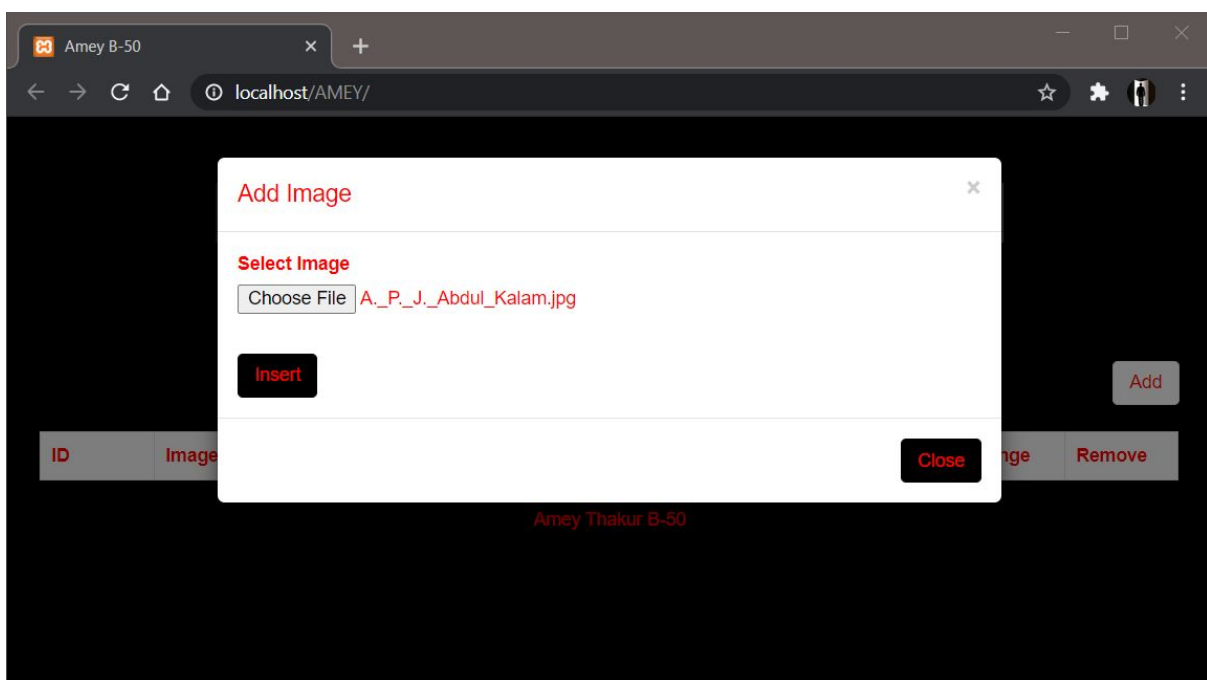 Amey B-50
localhost/AMEY/
Add Image
Select Image
Choose File A._P._J._Abdul_Kalam.jpg
Insert
Add
ID Image nge Remove
Close
Amey Thakur B-50